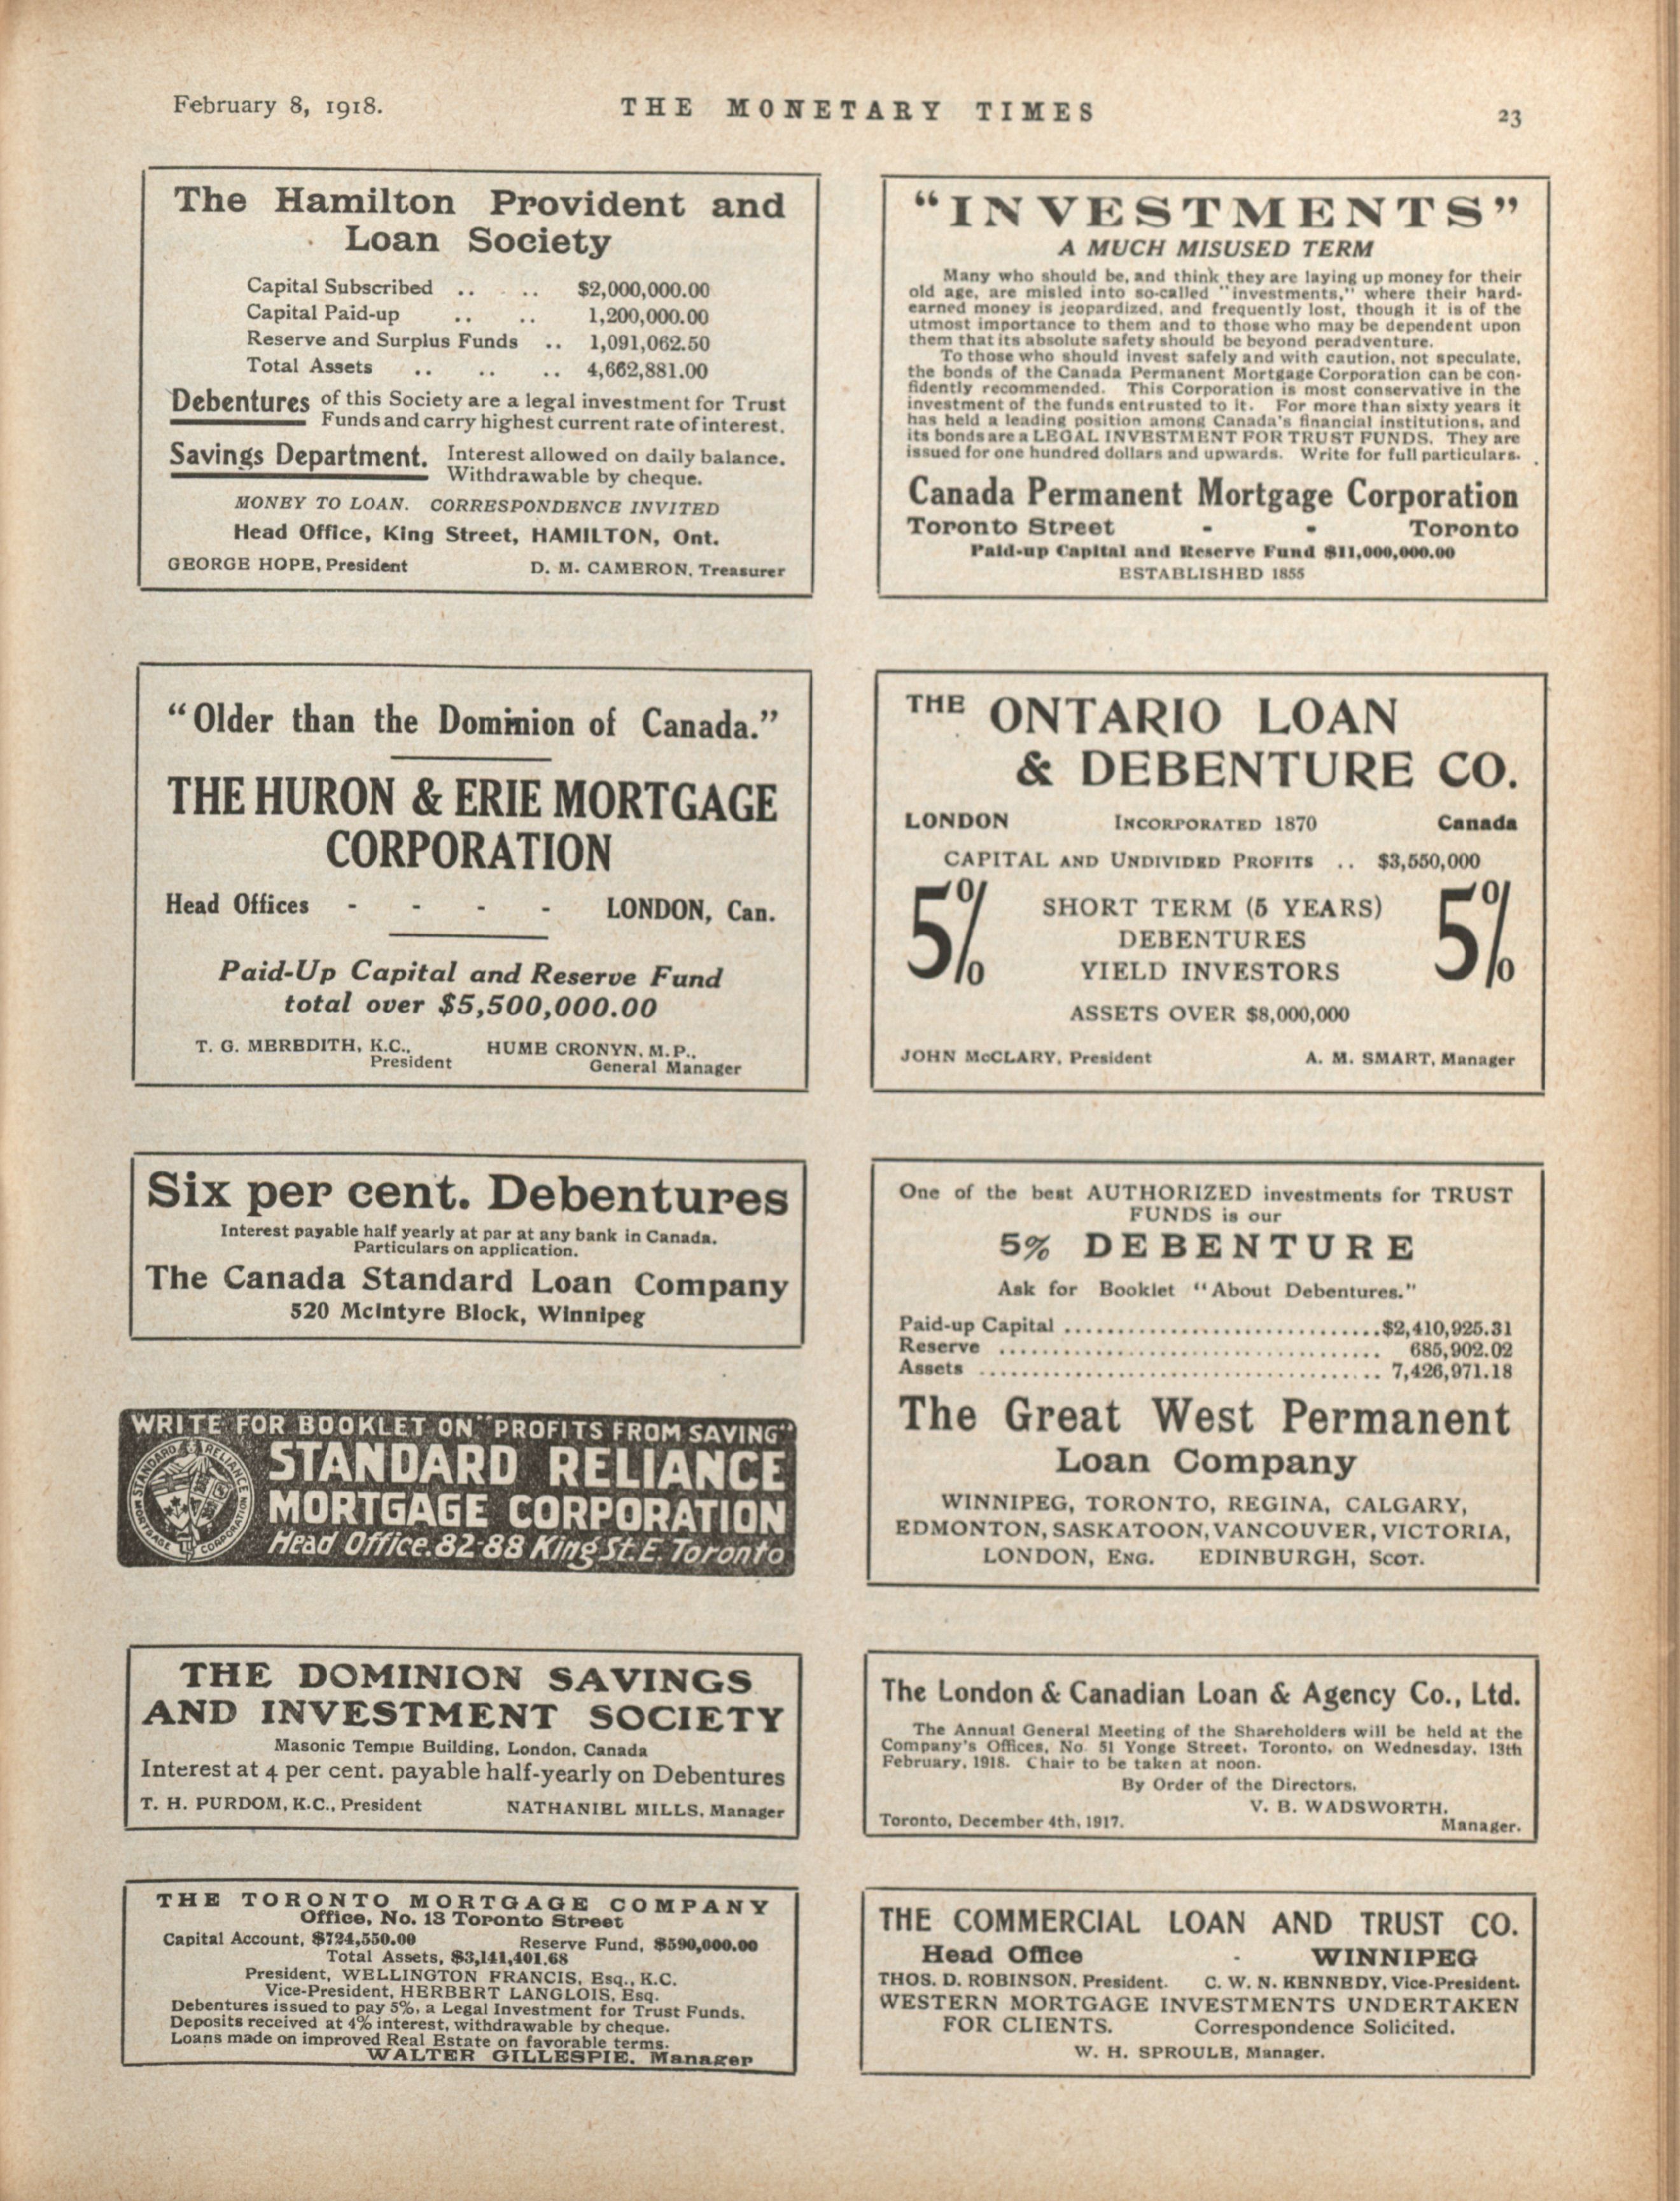 February 8, 1918.
THE MONETARY TIMES
23
The Hamilton Provident and
Loan Society
Capital Subscribed .. .. $2,000,000.00
Capital Paid-up .. .. 1,200,000.00
Reserve and Surplus Funds .. 1,091,062.50
Total Assets .. .. .. 4,662,881.00
Debentures of this Society are a legal investment for Trust
Funds and carry highest current rate of interest.
Savings Department. Interest allowed on daily balance.
Withdrawable by cheque.
MONEY TO LOAN. CORRESPONDENCE INVITED
Head Office, King Street, HAMILTON, Ont.
GEORGE HOPE, President D. M. CAMERON, Treasurer
"Older than the Dominion of Canada."
THE HURON & ERIE MORTGAGE
CORPORATION
Head Offices - - - - LONDON, Can.
Paid-Up Capital and Reserve Fund
total over $5,500,000.00
T. G. MEREDITH, K.C., HUME CRONYN, M.P.,
President General Manager
Six per cent. Debentures
Interest payable half yearly at par at any bank in Canada.
Particulars on application.
The Canada Standard Loan Company
520 McIntyre Block, Winnipeg
WRITE FOR BOOKLET ON "PROFITS FROM SAVING"
STANDARD RELIANCE
MORTGAGE CORPORATION
Head Office. 82-88 King St. E. Toronto
STANDARD RELIANCE
MORTGAGE CORPORATION
THE DOMINION SAVINGS
AND INVESTMENT SOCIETY
Masonic Temple Building, London, Canada
Interest at 4 per cent. payable half-yearly on Debentures
T. H. PURDOM, K.C., President NATHANIEL MILLS, Manager
THE TORONTO MORTGAGE COMPANY
Office, No. 13 Toronto Street
Capital Account, $724,550.00 Reserve Fund, $590,000.00
Total Assets, $3,141,401.68
President, WELLINGTON FRANCIS, Esq., K.C.
Vice-President, HERBERT LANGLOIS, Esq.
Debentures issued to pay 5%, a Legal Investment for Trust Funds.
Deposits received at 4% interest, withdrawable by cheque.
Loans made on improved Real Estate on favorable terms.
WALTER GILLESPIE, Manager
"INVESTMENTS"
A MUCH MISUSED TERM
Many who should be, and think they are laying up money for their
old age, are misled into so-called "investments," where their hard-
earned money is jeopardized, and frequently lost, though it is of the
utmost importance to them and to those who may be dependent upon
them that its absolute safety should be beyond peradventure.
To those who should invest safely and with caution, not speculate,
the bonds of the Canada Permanent Mortgage Corporation can be con-
fidently recommended. This Corporation is most conservative in the
investment of the funds entrusted to it. For more than sixty years it
has held a leading position among Canada's financial institutions, and
its bonds are a LEGAL INVESTMENT FOR TRUST FUNDS. They are
issued for one hundred dollars and upwards. Write for full particulars.
Canada Permanent Mortgage Corporation
Toronto Street - - Toronto
Paid-up Capital and Reserve Fund $11,000,000.00
ESTABLISHED 1855
THE ONTARIO LOAN
& DEBENTURE CO.
LONDON INCORPORATED 1870 Canada
CAPITAL AND UNDIVIDED PROFITS .. $3,550,000
5% SHORT TERM (5 YEARS) 5%
DEBENTURES
YIELD INVESTORS
ASSETS OVER $8,000,000
JOHN McCLARY, President A. M. SMART, Manager
One of the best AUTHORIZED investments for TRUST
FUNDS is our
5% DEBENTURE
Ask for Booklet "About Debentures."
Paid-up Capital ..............................$2,410,925.31
Reserve .................................... 685,902.02
Assets ...................................... 7,426,971.18
The Great West Permanent
Loan Company
WINNIPEG, TORONTO, REGINA, CALGARY,
EDMONTON, SASKATOON, VANCOUVER, VICTORIA,
LONDON, ENG. EDINBURGH, SCOT.
The London & Canadian Loan & Agency Co., Ltd.
The Annual General Meeting of the Shareholders will be held at the
Company's Offices, No. 51 Yonge Street, Toronto, on Wednesday, 13th
February, 1918. Chair to be taken at noon.
By Order of the Directors,
V. B. WADSWORTH,
Toronto, December 4th, 1917. Manager.
THE COMMERCIAL LOAN AND TRUST CO.
Head Office - WINNIPEG
THOS. D. ROBINSON, President. C. W. N. KENNEDY, Vice-President.
WESTERN MORTGAGE INVESTMENTS UNDERTAKEN
FOR CLIENTS. Correspondence Solicited.
W. H. SPROULE, Manager.